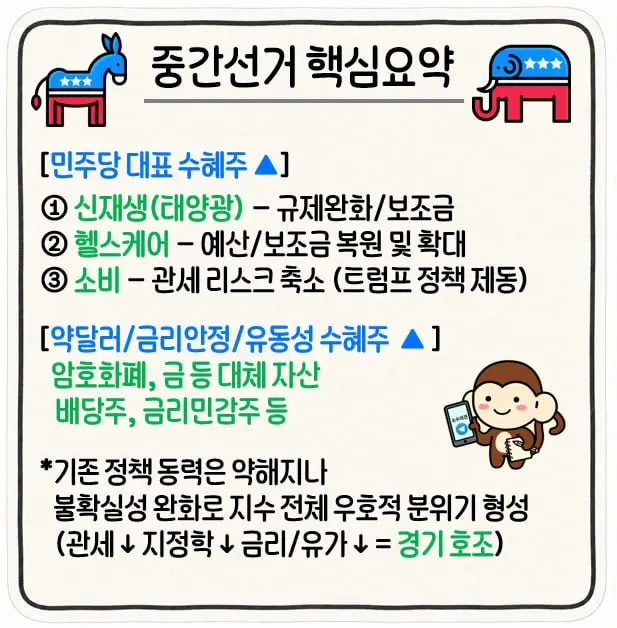 중간선거 핵심요약
[민주당 대표 수혜주 ▲]
① 신재생(태양광) - 규제완화/보조금
② 헬스케어 - 예산/보조금 복원 및 확대
③ 소비 - 관세 리스크 축소 (트럼프 정책 제동)
[약달러/금리안정/유동성 수혜주 ▲]
암호화폐, 금 등 대체 자산
배당주, 금리민감주 등
*기존 정책 동력은 약해지나
불확실성 완화로 지수 전체 우호적 분위기 형성
(관세↓지정학↓금리/유가↓= 경기 호조)